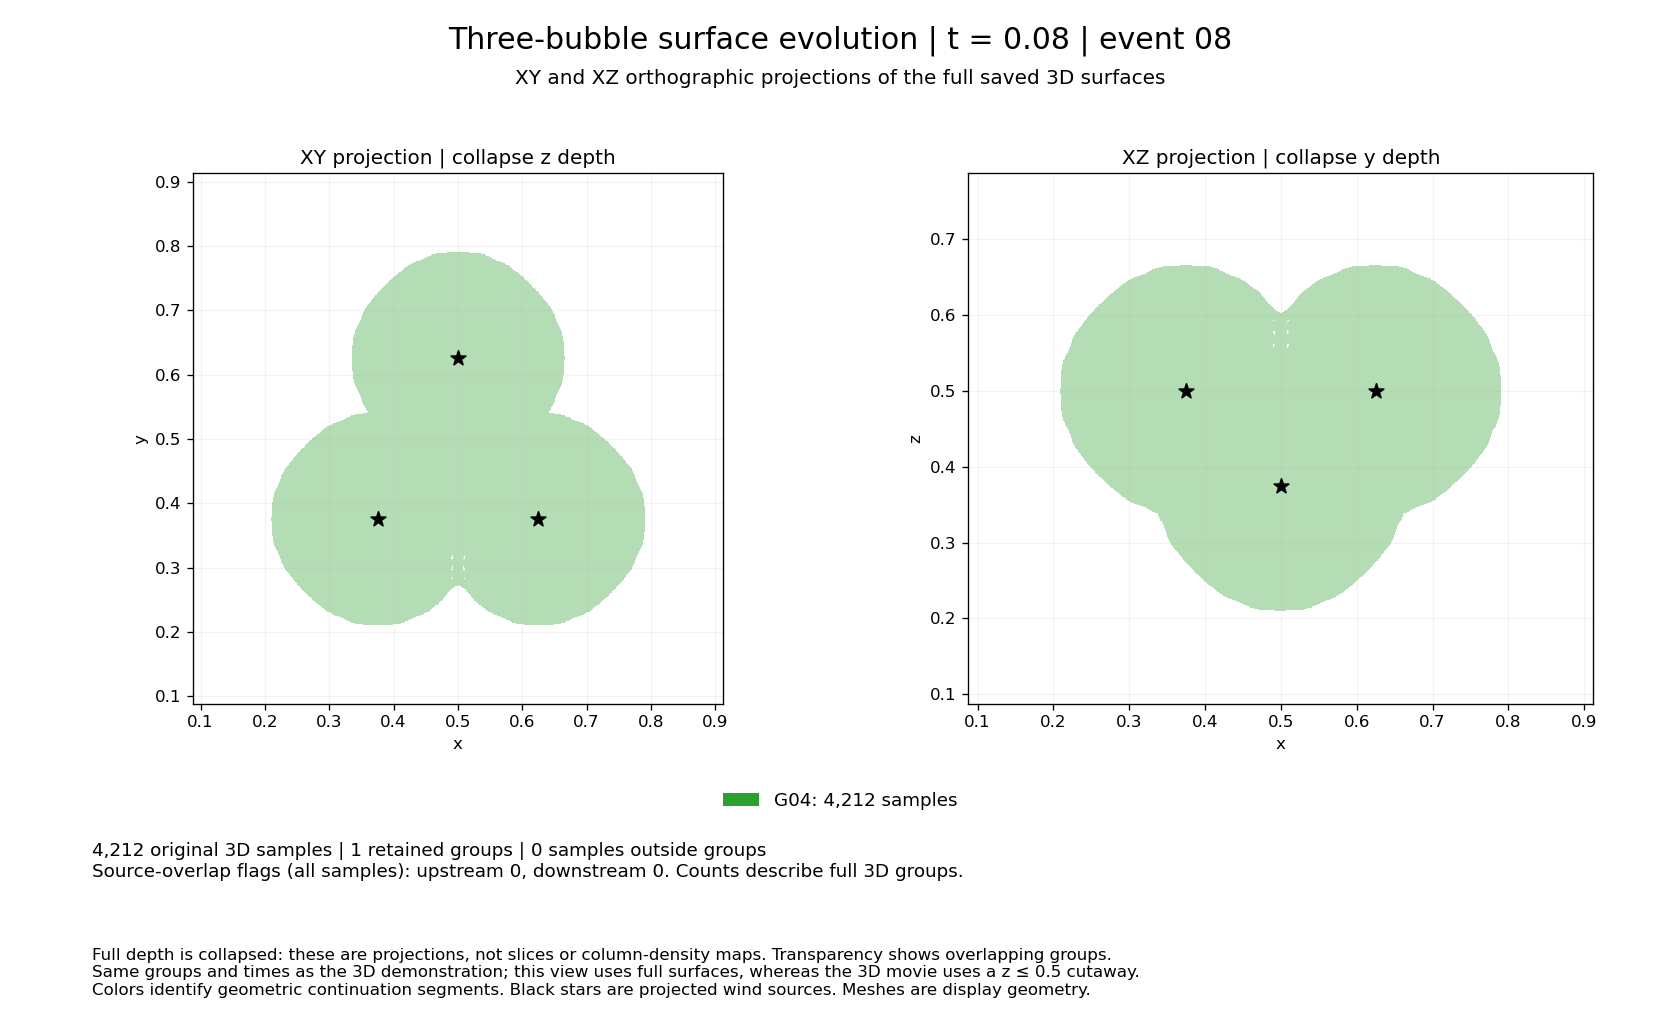 Three-bubble surface evolution | t = 0.08 | event 08
XY and XZ orthographic projections of the full saved 3D surfaces
XY projection | collapse z depth
0.9
0.8
0.7
0.6
0.5
0.4
0.3
0.2
0.1
y
0.1 0.2 0.3 0.4 0.5 0.6 0.7 0.8 0.9
x
XZ projection | collapse y depth
0.7
0.6
0.5
0.4
0.3
0.2
0.1
z
0.1 0.2 0.3 0.4 0.5 0.6 0.7 0.8 0.9
x
G04: 4,212 samples
4,212 original 3D samples | 1 retained groups | 0 samples outside groups
Source-overlap flags (all samples): upstream 0, downstream 0. Counts describe full 3D groups.
Full depth is collapsed: these are projections, not slices or column-density maps. Transparency shows overlapping groups.
Same groups and times as the 3D demonstration; this view uses full surfaces, whereas the 3D movie uses a z ≤ 0.5 cutaway.
Colors identify geometric continuation segments. Black stars are projected wind sources. Meshes are display geometry.